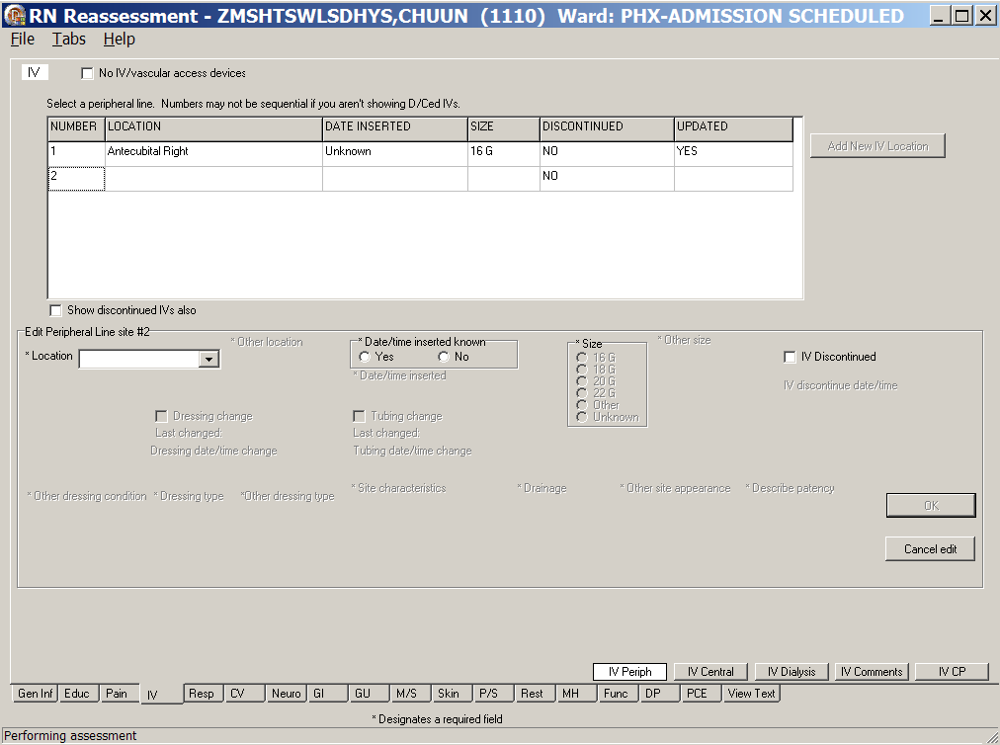 RN Reassessment - ZMSHTSWLSDHYS,CHUUN (1110) Ward: PHX-ADMISSION SCHEDULED
File Tabs Help
IV No IV/vascular access devices
Select a peripheral line. Numbers may not be sequential if you aren't showing D/Ced IVs.
NUMBER LOCATION DATE INSERTED SIZE DISCONTINUED UPDATED
1 Antecubital Right Unknown 16 G NO YES
2 NO
Add New IV Location
Show discontinued IVs also
Edit Peripheral Line site #2
* Location
* Other location
* Date/time inserted known
Yes No
* Date/time inserted
* Size
16 G
18 G
20 G
22 G
Other
Unknown
* Other size
IV Discontinued
IV discontinue date/time
Dressing change
Last changed:
Dressing date/time change
Tubing change
Last changed:
Tubing date/time change
* Other dressing condition * Dressing type *Other dressing type * Site characteristics * Drainage * Other site appearance * Describe patency
OK
Cancel edit
IV Periph IV Central IV Dialysis IV Comments IV CP
Gen Inf Educ Pain IV Resp CV Neuro GI GU M/S Skin P/S Rest MH Func DP PCE View Text
* Designates a required field
Performing assessment